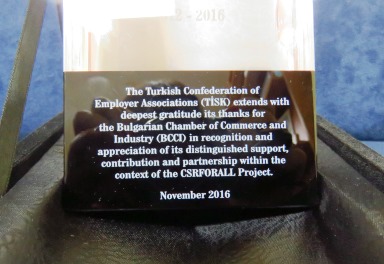 2 - 2016
The Turkish Confederation of
Employer Associations (TİSK) extends with
deepest gratitude its thanks for
the Bulgarian Chamber of Commerce and
Industry (BCCI) in recognition and
appreciation of its distinguished support,
contribution and partnership within the
context of the CSRFORALL Project.
November 2016